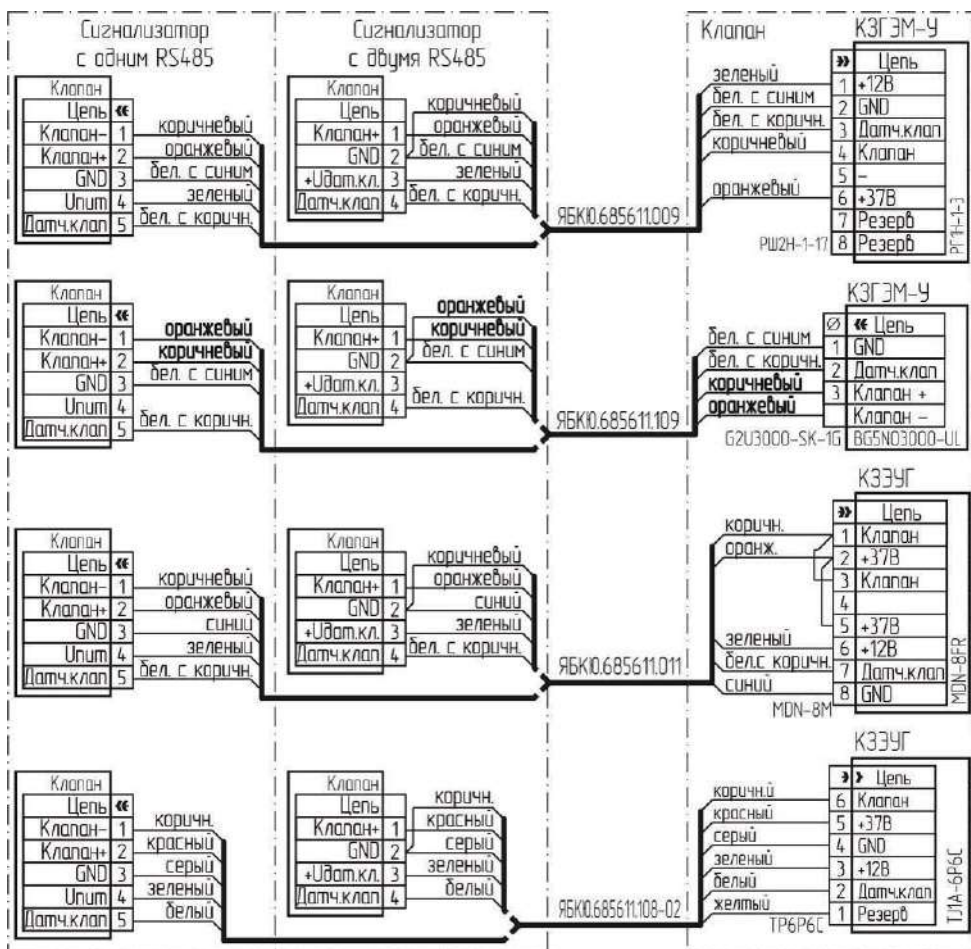 Сигнализатор
с одним RS485
Сигнализатор
с двумя RS485
Клапан
КЗГЭМ-У
Клапан
Цепь
Клапан- 1 коричневый
Клапан+ 2 оранжевый
GND 3 бел. с синим
Uпит 4 зеленый
Датч.клап 5 бел. с коричн.
Клапан
Цепь коричневый
Клапан+ 1 оранжевый
GND 2 бел. с синим
+Uдат.кл. 3 зеленый
Датч.клап 4 бел. с коричн.
ЯБКЮ.685611.009
Цепь
зеленый 1 +12В
бел. с синим 2 GND
бел. с коричн. 3 Датч.клап
коричневый 4 Клапан
5 -
оранжевый 6 +37В
7 Резерв
РШ2Н-1-17 8 Резерв
РГ1Н-1-3
Клапан
Цепь
Клапан- 1 оранжевый
Клапан+ 2 коричневый
GND 3 бел. с синим
Uпит 4
Датч.клап 5 бел. с коричн.
Клапан
Цепь оранжевый
Клапан+ 1 коричневый
GND 2 бел. с синим
+Uдат.кл. 3
Датч.клап 4 бел. с коричн.
ЯБКЮ.685611.109
КЗГЭМ-У
Ø Цепь
бел. с синим 1 GND
бел. с коричн. 2 Датч.клап
коричневый 3 Клапан +
оранжевый Клапан -
G2U3000-SK-1G BG5N03000-UL
Клапан
Цепь
Клапан- 1 коричневый
Клапан+ 2 оранжевый
GND 3 синий
Uпит 4 зеленый
Датч.клап 5 бел. с коричн.
Клапан
Цепь коричневый
Клапан+ 1 оранжевый
GND 2 синий
+Uдат.кл. 3 зеленый
Датч.клап 4 бел. с коричн.
ЯБКЮ.685611.011
КЗЭУГ
Цепь
коричн. 1 Клапан
оранж. 2 +37В
3 Клапан
4
5 +37В
зеленый 6 +12В
бел.с коричн. 7 Датч.клап
синий 8 GND
MDN-8M
MDN-8FR
Клапан
Цепь
Клапан- 1 коричн.
Клапан+ 2 красный
GND 3 серый
Uпит 4 зеленый
Датч.клап 5 белый
Клапан
Цепь коричн.
Клапан+ 1 красный
GND 2 серый
+Uдат.кл. 3 зеленый
Датч.клап 4 белый
ЯБКЮ.685611.108-02
КЗЭУГ
Цепь
коричн.й 6 Клапан
красный 5 +37В
серый 4 GND
зеленый 3 +12В
белый 2 Датч.клап
желтый 1 Резерв
TP6P6C
TJ1A-6P6C